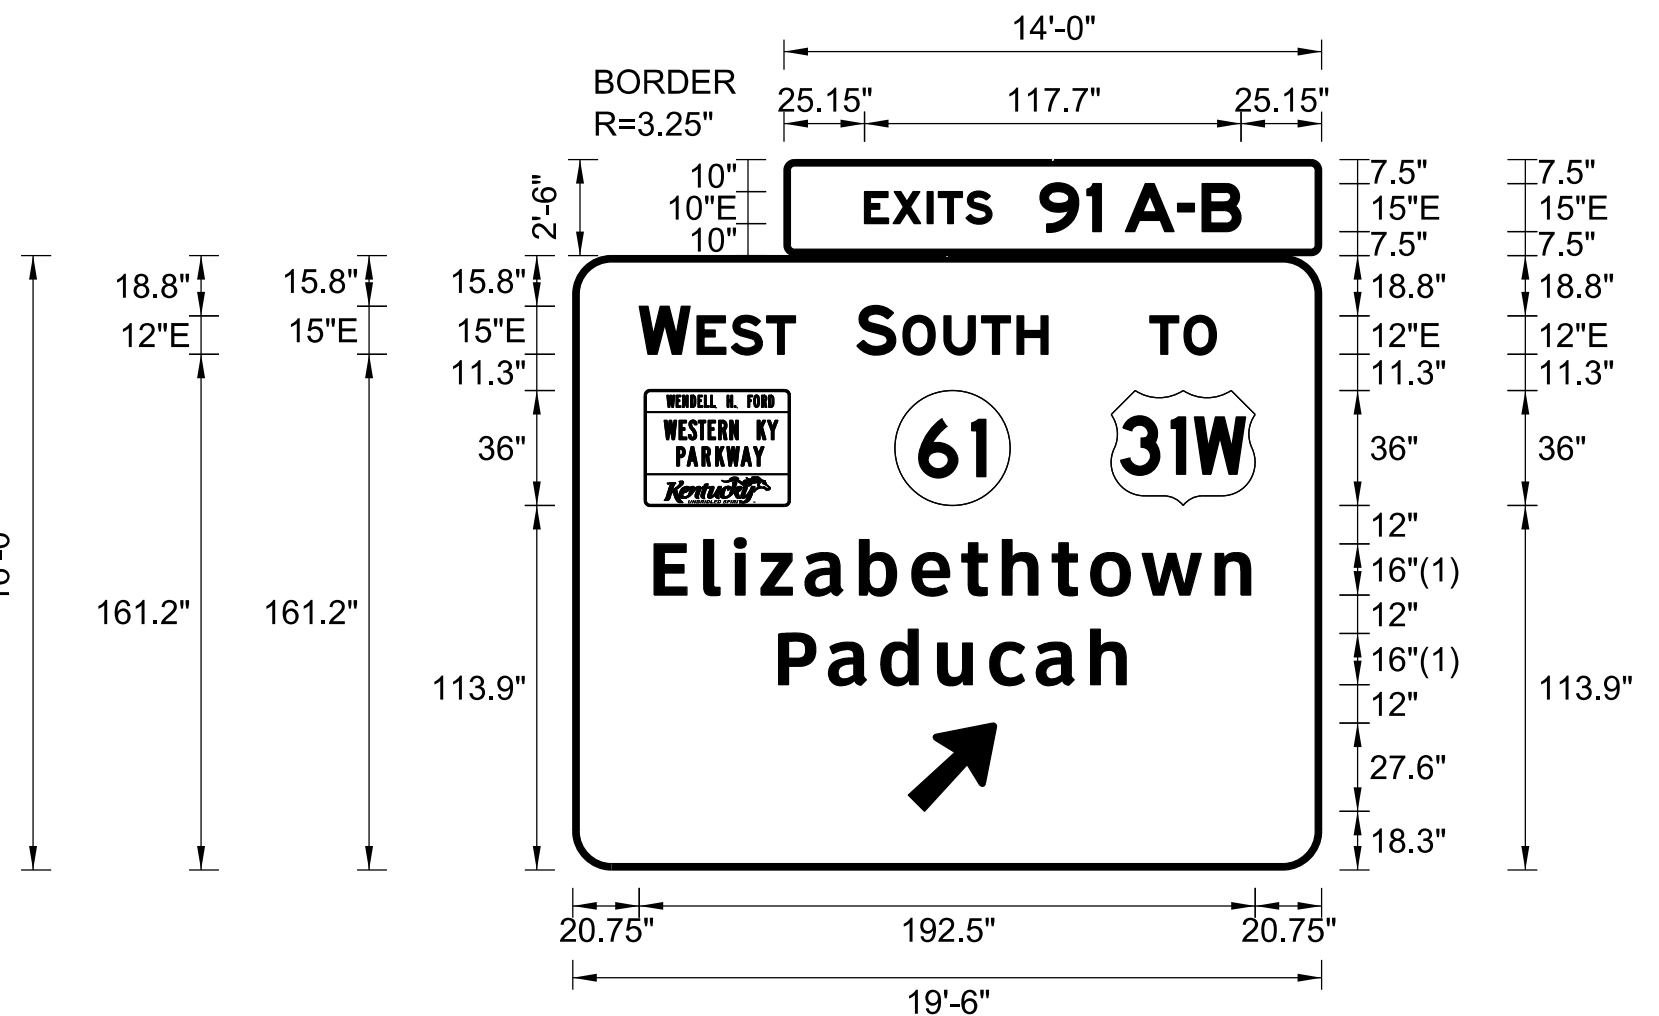 14'-0"
BORDER
R=3.25"
25.15" 117.7" 25.15"
2'-6"
10"
10"E
10"
EXITS 91 A-B
7.5" 7.5"
15"E 15"E
7.5" 7.5"
18.8" 15.8" 15.8" 18.8" 18.8"
12"E 15"E 15"E WEST SOUTH TO 12"E 12"E
11.3" 11.3" 11.3"
WENDELL H. FORD
WESTERN KY
PARKWAY
Kentucky
UNBRIDLED SPIRIT
61
31W
36" 36" 36"
12"
Elizabethtown 16"(1)
161.2" 161.2" 12"
Paducah 16"(1)
113.9" 12" 113.9"
27.6"
18.3"
20.75" 192.5" 20.75"
19'-6"